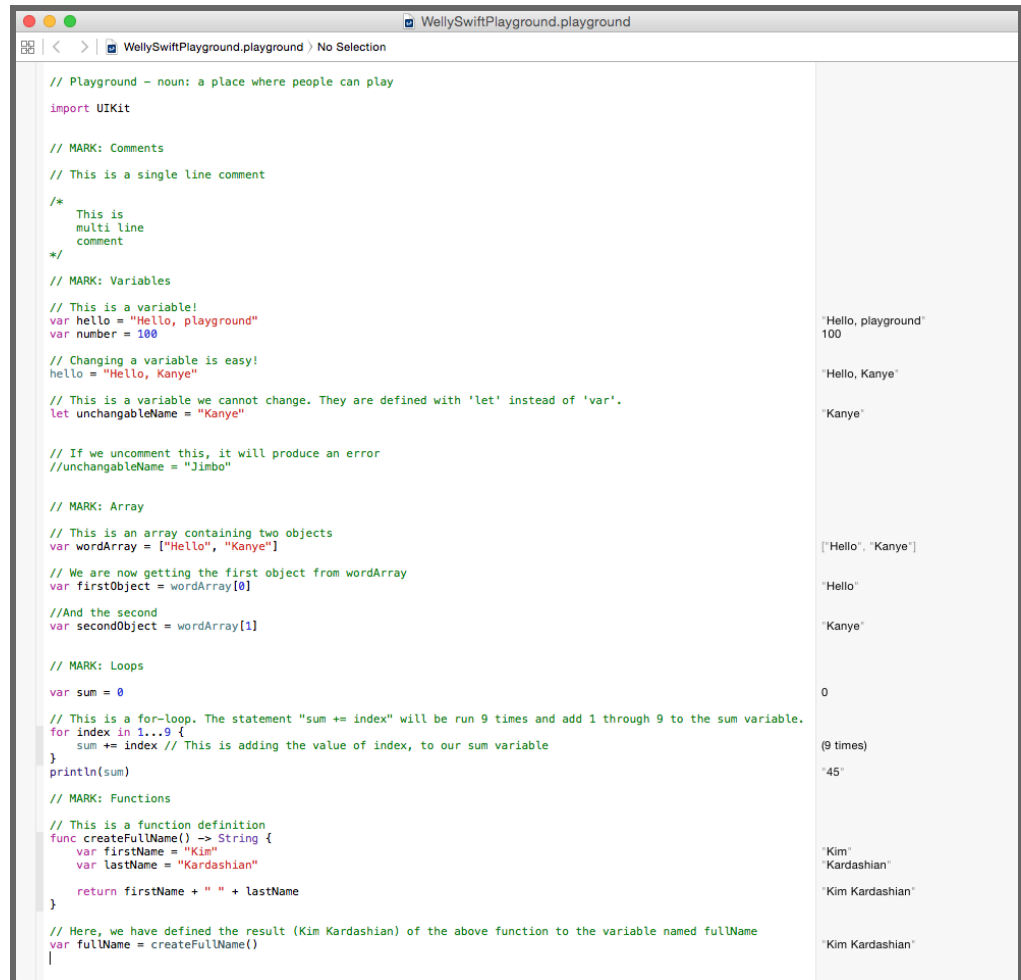 WellySwiftPlayground.playground
WellySwiftPlayground.playground 〉 No Selection
// Playground – noun: a place where people can play
import UIKit
// MARK: Comments
// This is a single line comment
/*
This is
multi line
comment
*/
// MARK: Variables
// This is a variable!
var hello = "Hello, playground" "Hello, playground"
var number = 100 100
// Changing a variable is easy!
hello = "Hello, Kanye" "Hello, Kanye"
// This is a variable we cannot change. They are defined with 'let' instead of 'var'.
let unchangableName = "Kanye" "Kanye"
// If we uncomment this, it will produce an error
//unchangableName = "Jimbo"
// MARK: Array
// This is an array containing two objects
var wordArray = ["Hello", "Kanye"] ["Hello", "Kanye"]
// We are now getting the first object from wordArray
var firstObject = wordArray[0] "Hello"
//And the second
var secondObject = wordArray[1] "Kanye"
// MARK: Loops
var sum = 0 0
// This is a for-loop. The statement "sum += index" will be run 9 times and add 1 through 9 to the sum variable.
for index in 1...9 {
sum += index // This is adding the value of index, to our sum variable (9 times)
}
println(sum) "45"
// MARK: Functions
// This is a function definition
func createFullName() -> String {
var firstName = "Kim" "Kim"
var lastName = "Kardashian" "Kardashian"
return firstName + " " + lastName "Kim Kardashian"
}
// Here, we have defined the result (Kim Kardashian) of the above function to the variable named fullName
var fullName = createFullName() "Kim Kardashian"